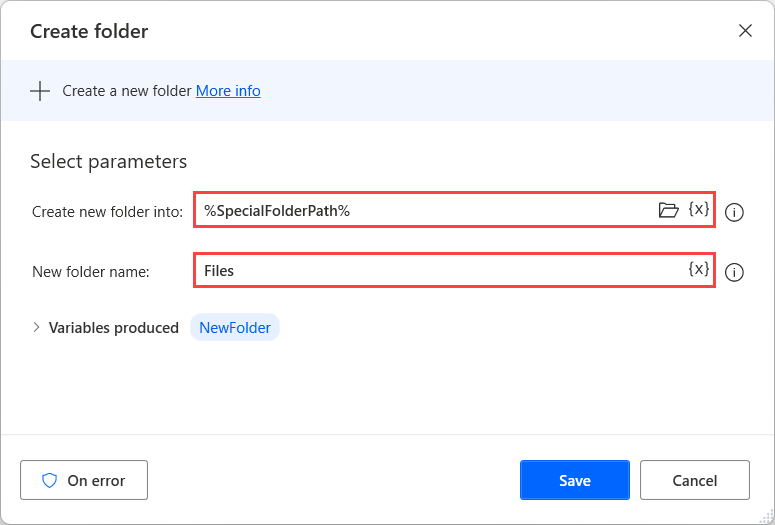 Create folder
Create a new folder More info
Select parameters
Create new folder into: %SpecialFolderPath% {x}
New folder name: Files {x}
Variables produced NewFolder
On error Save Cancel